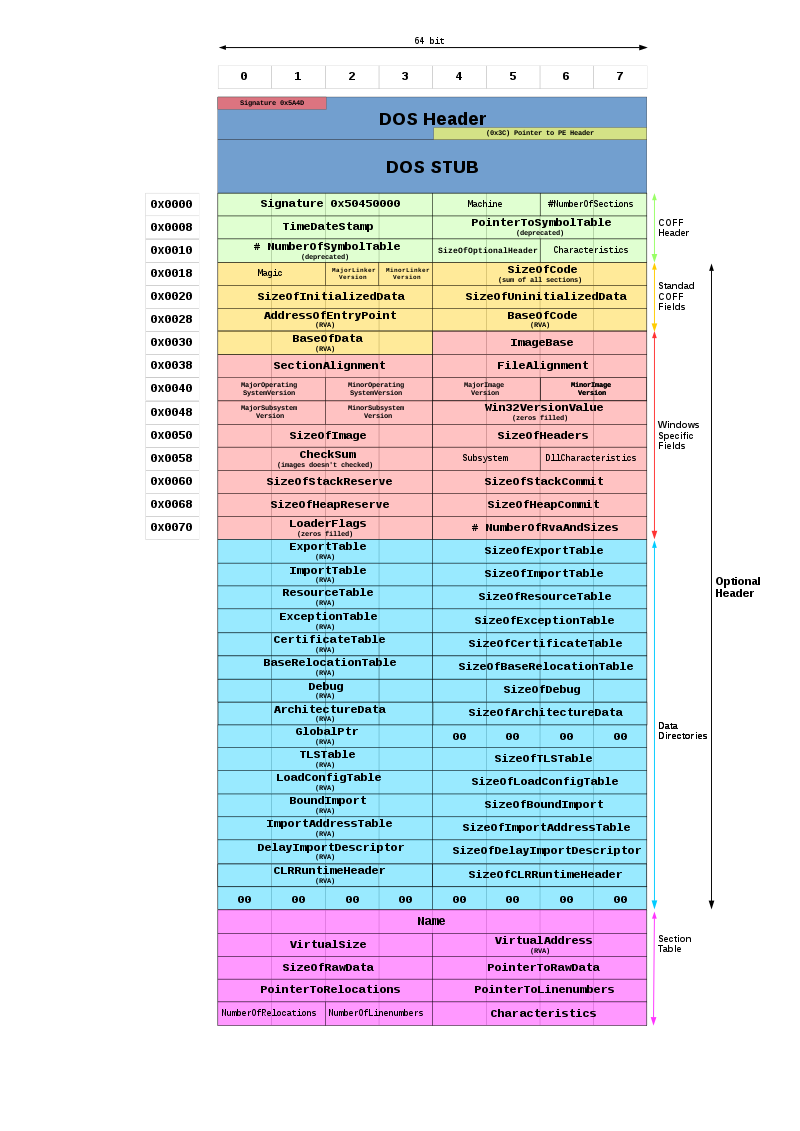 64 bit
0 1 2 3 4 5 6 7
Signature 0x5A4D
DOS Header
(0x3C) Pointer to PE Header
DOS STUB
0x0000 Signature 0x50450000 Machine #NumberOfSections
0x0008 TimeDateStamp PointerToSymbolTable
(deprecated)
COFF
Header
0x0010 # NumberOfSymbolTable SizeOfOptionalHeader Characteristics
(deprecated)
0x0018 Magic MajorLinker MinorLinker SizeOfCode
Version Version (sum of all sections)
0x0020 SizeOfInitializedData SizeOfUninitializedData
Standad
COFF
Fields
0x0028 AddressOfEntryPoint BaseOfCode
(RVA) (RVA)
0x0030 BaseOfData ImageBase
(RVA)
0x0038 SectionAlignment FileAlignment
0x0040 MajorOperating MinorOperating MajorImage MinorImage
SystemVersion SystemVersion Version Version
0x0048 MajorSubsystem MinorSubsystem Win32VersionValue
Version Version (zeros filled)
0x0050 SizeOfImage SizeOfHeaders
Windows
Specific
Fields
0x0058 CheckSum Subsystem DllCharacteristics
(images doesn't checked)
0x0060 SizeOfStackReserve SizeOfStackCommit
0x0068 SizeOfHeapReserve SizeOfHeapCommit
0x0070 LoaderFlags # NumberOfRvaAndSizes
(zeros filled)
ExportTable SizeOfExportTable
(RVA)
ImportTable SizeOfImportTable
(RVA)
Optional
Header
ResourceTable SizeOfResourceTable
(RVA)
ExceptionTable SizeOfExceptionTable
(RVA)
CertificateTable SizeOfCertificateTable
(RVA)
BaseRelocationTable SizeOfBaseRelocationTable
(RVA)
Debug SizeOfDebug
(RVA)
ArchitectureData SizeOfArchitectureData
(RVA)
Data
Directories
GlobalPtr 00 00 00 00
(RVA)
TLSTable SizeOfTLSTable
(RVA)
LoadConfigTable SizeOfLoadConfigTable
(RVA)
BoundImport SizeOfBoundImport
(RVA)
ImportAddressTable SizeOfImportAddressTable
(RVA)
DelayImportDescriptor SizeOfDelayImportDescriptor
(RVA)
CLRRuntimeHeader SizeOfCLRRuntimeHeader
(RVA)
00 00 00 00 00 00 00 00
Name
VirtualSize VirtualAddress
(RVA)
Section
Table
SizeOfRawData PointerToRawData
PointerToRelocations PointerToLinenumbers
NumberOfRelocations NumberOfLinenumbers Characteristics